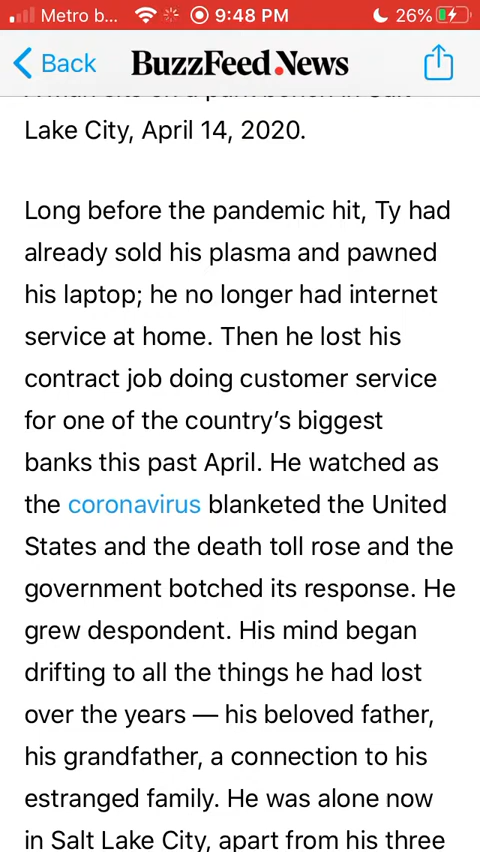 Metro b... 9:48 PM 26%
Back BuzzFeed News
Lake City, April 14, 2020.
Long before the pandemic hit, Ty had
already sold his plasma and pawned
his laptop; he no longer had internet
service at home. Then he lost his
contract job doing customer service
for one of the country’s biggest
banks this past April. He watched as
the coronavirus blanketed the United
States and the death toll rose and the
government botched its response. He
grew despondent. His mind began
drifting to all the things he had lost
over the years — his beloved father,
his grandfather, a connection to his
estranged family. He was alone now
in Salt Lake City, apart from his three